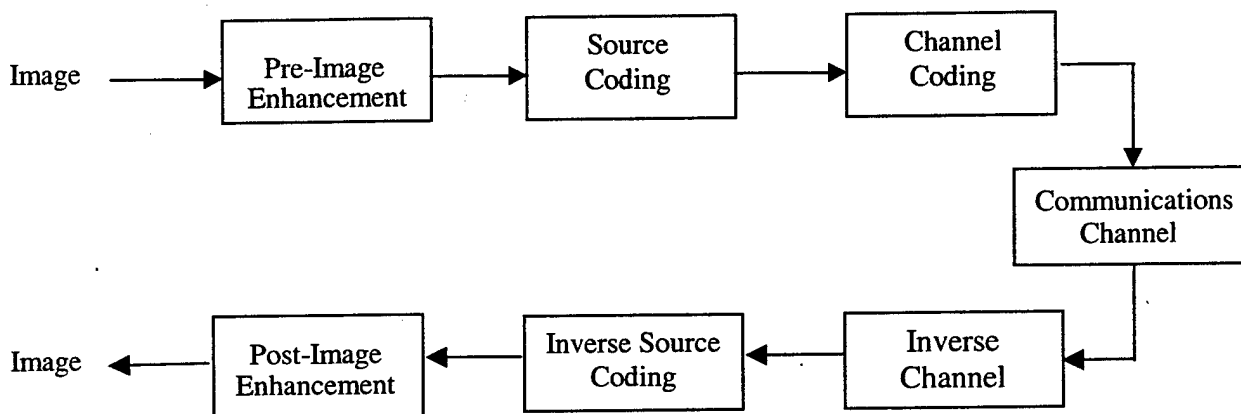 Image
Pre-Image
Enhancement
Source
Coding
Channel
Coding
Communications
Channel
Image
Post-Image
Enhancement
Inverse Source
Coding
Inverse
Channel